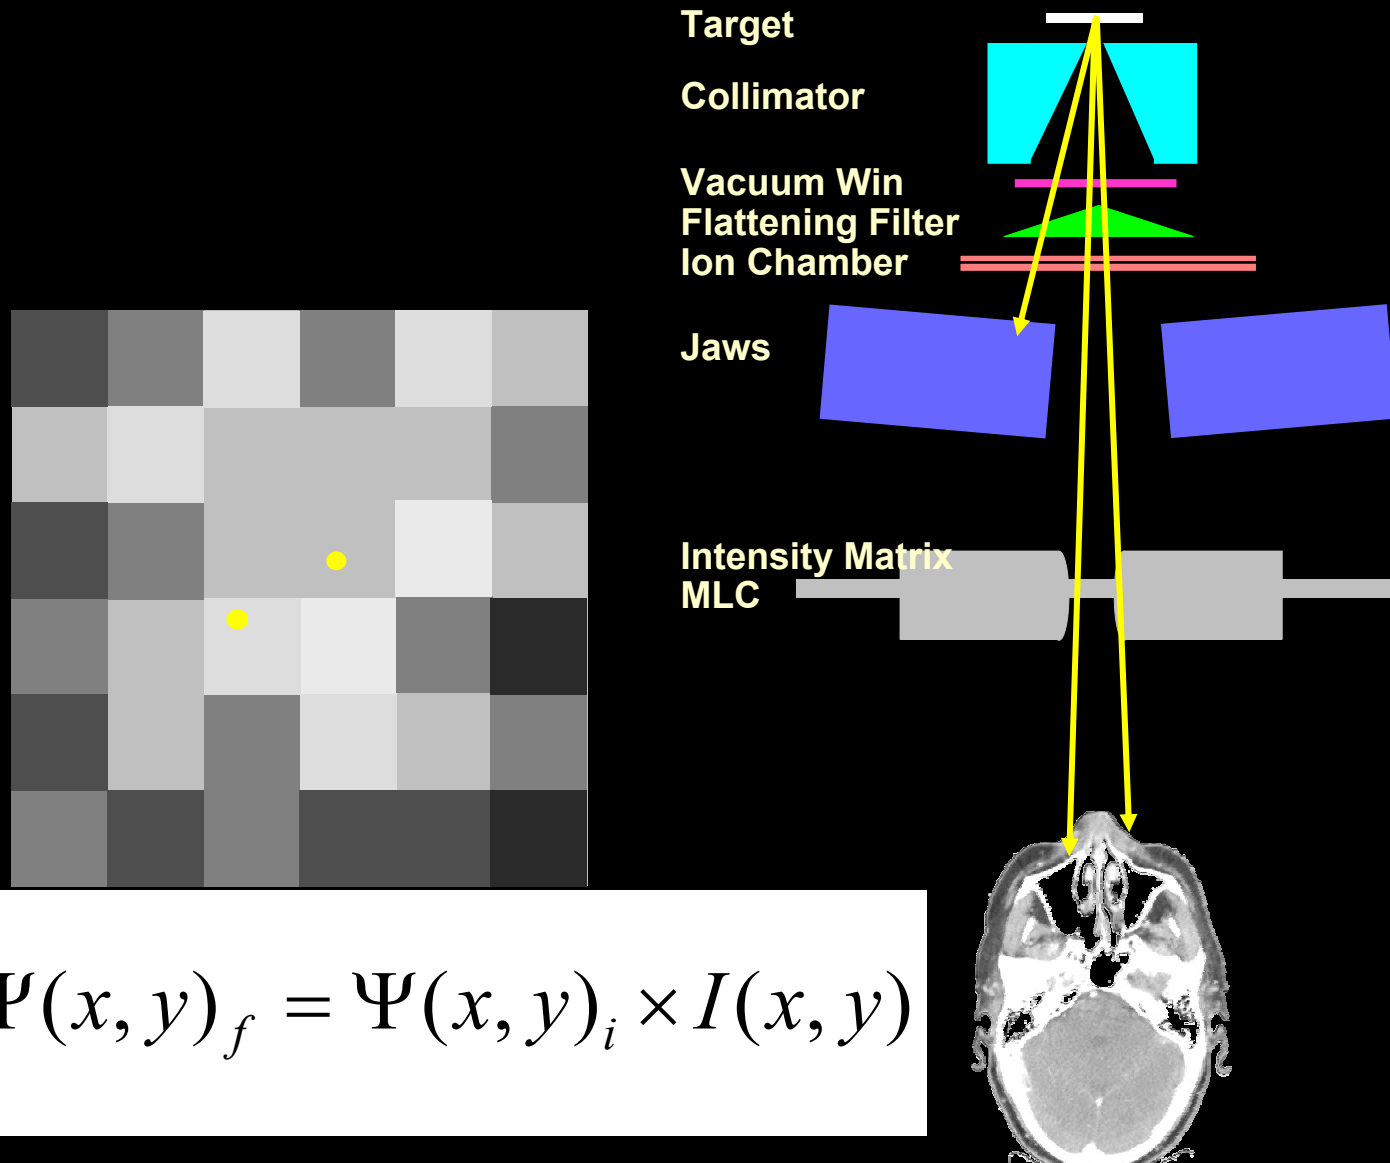 Target
Collimator
Vacuum Win
Flattening Filter
Ion Chamber
Jaws
Intensity Matrix
MLC
Ψ(x, y)_f = Ψ(x, y)_i × I(x, y)